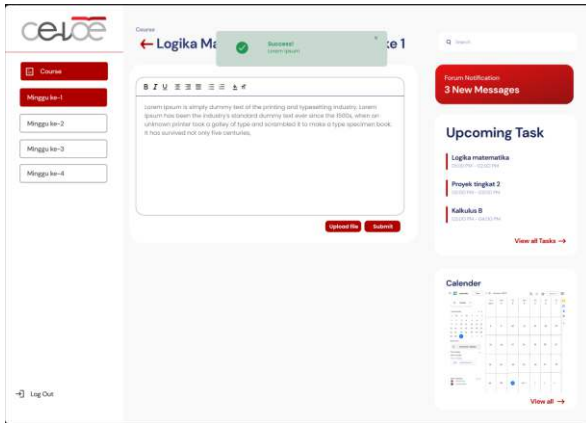 celoe
Course
Minggu ke-1
Minggu ke-2
Minggu ke-3
Minggu ke-4
Log Out
Course
← Logika Ma
ke 1
Success!
Lorem ipsum
x
B I U
Lorem Ipsum is simply dummy text of the printing and typesetting industry. Lorem
Ipsum has been the industry's standard dummy text ever since the 1500s, when an
unknown printer took a galley of type and scrambled it to make a type specimen book.
It has survived not only five centuries,
Upload file
Submit
Search
Forum Notification
3 New Messages
Upcoming Task
Logika matematika
Proyek tingkat 2
Kalkulus B
View all Tasks →
Calender
View all →